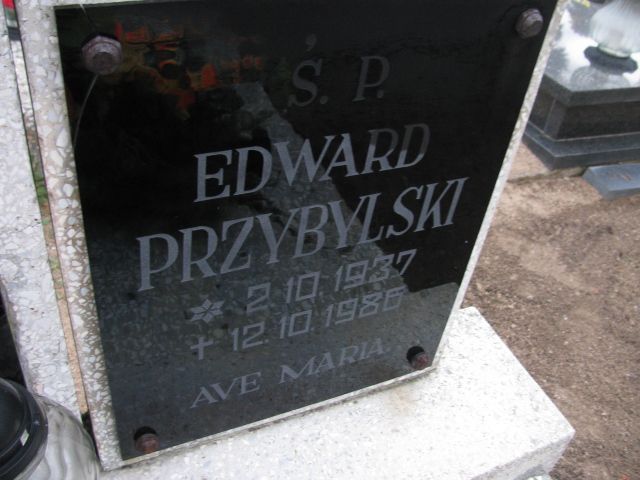 Ś. P.
EDWARD
PRZYBYLSKI
* 2.10.1937
+ 12.10.1986
AVE MARIA.